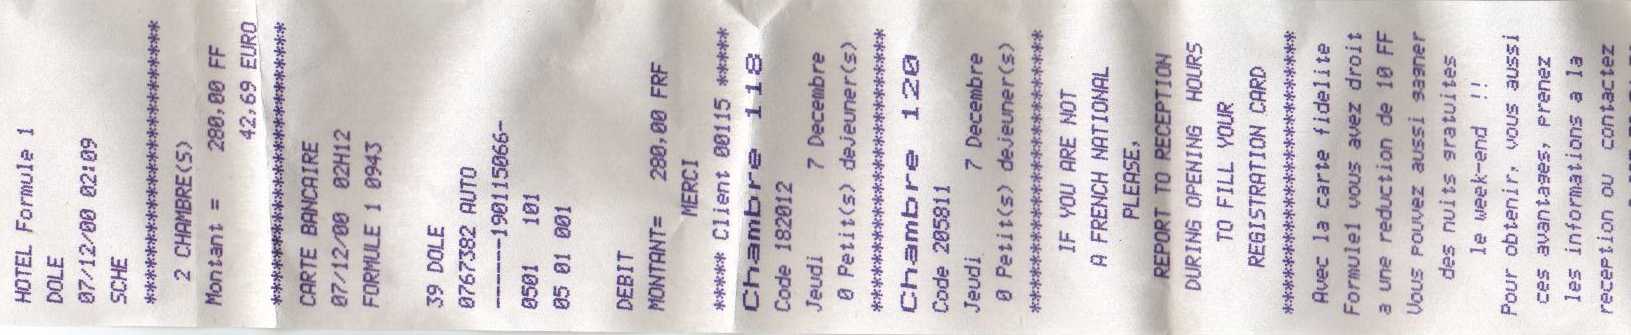 HOTEL Formule 1
DOLE
07/12/00 02:09
SCHE
**************************
2 CHAMBRE(S)
Montant = 280,00 FF
42,69 EURO
**************************
CARTE BANCAIRE
07/12/00 02H12
FORMULE 1 0943
39 DOLE
0767382 AUTO
------190115066-
0501 101
05 01 001
DEBIT
MONTANT= 280,00 FRF
MERCI
***** Client 00115 *****
Chambre 118
Code 182012
Jeudi 7 Decembre
0 Petit(s) dejeuner(s)
**************************
Chambre 120
Code 205811
Jeudi 7 Decembre
0 Petit(s) dejeuner(s)
**************************
IF YOU ARE NOT
A FRENCH NATIONAL
PLEASE,
REPORT TO RECEPTION
DURING OPENING HOURS
TO FILL YOUR
REGISTRATION CARD
**************************
Avec la carte fidelite
Formule1 vous avez droit
a une reduction de 10 FF
Vous pouvez aussi gagner
des nuits gratuites
le week-end !!
Pour obtenir, vous aussi
ces avantages, prenez
les informations a la
reception ou contactez